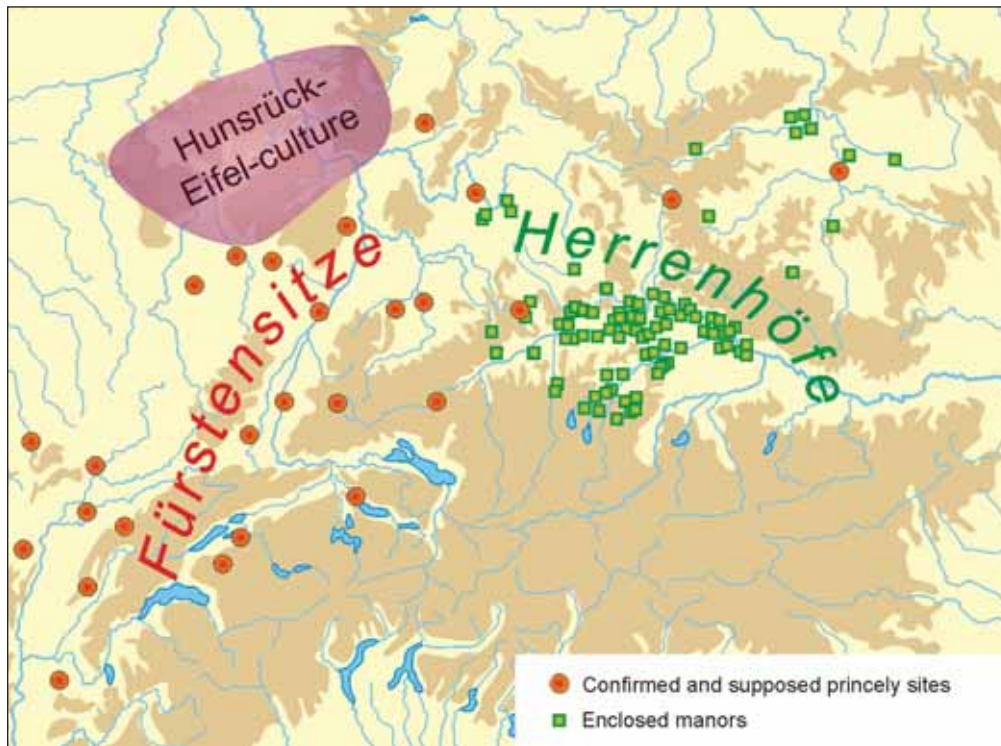 Hunsrück-
Eifel-culture
Fürstensitze
Herrenhöfe
Confirmed and supposed princely sites
Enclosed manors